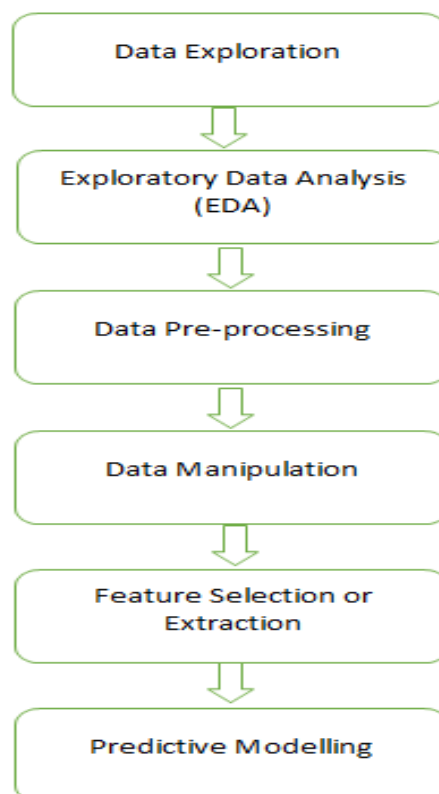 Data Exploration
Exploratory Data Analysis
(EDA)
Data Pre-processing
Data Manipulation
Feature Selection or
Extraction
Predictive Modelling